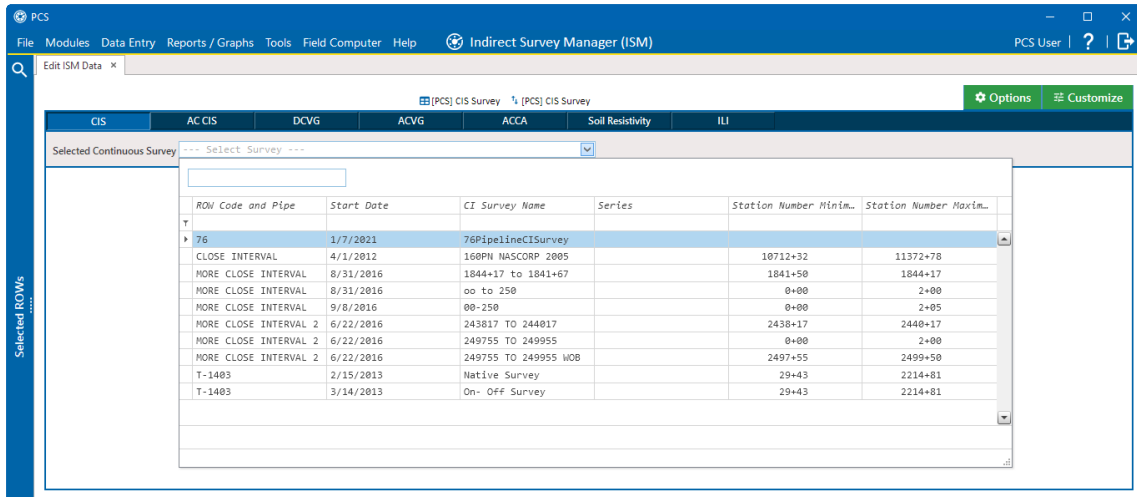 PCS
File Modules Data Entry Reports / Graphs Tools Field Computer Help Indirect Survey Manager (ISM) PCS User | ? |
Edit ISM Data ×
[PCS] CIS Survey [PCS] CIS Survey Options Customize
CIS AC CIS DCVG ACVG ACCA Soil Resistivity ILI
Selected Continuous Survey --- Select Survey ---
ROW Code and Pipe Start Date CI Survey Name Series Station Number Minim… Station Number Maxim…
76 1/7/2021 76PipelineCISurvey
CLOSE INTERVAL 4/1/2012 160PN NASCORP 2005 10712+32 11372+78
MORE CLOSE INTERVAL 8/31/2016 1844+17 to 1841+67 1841+50 1844+17
MORE CLOSE INTERVAL 8/31/2016 oo to 250 0+00 2+00
MORE CLOSE INTERVAL 9/8/2016 00-250 0+00 2+05
MORE CLOSE INTERVAL 2 6/22/2016 243817 TO 244017 2438+17 2440+17
MORE CLOSE INTERVAL 2 6/22/2016 249755 TO 249955 0+00 2+00
MORE CLOSE INTERVAL 2 6/22/2016 249755 TO 249955 WOB 2497+55 2499+50
T-1403 2/15/2013 Native Survey 29+43 2214+81
T-1403 3/14/2013 On- Off Survey 29+43 2214+81
Selected ROWs